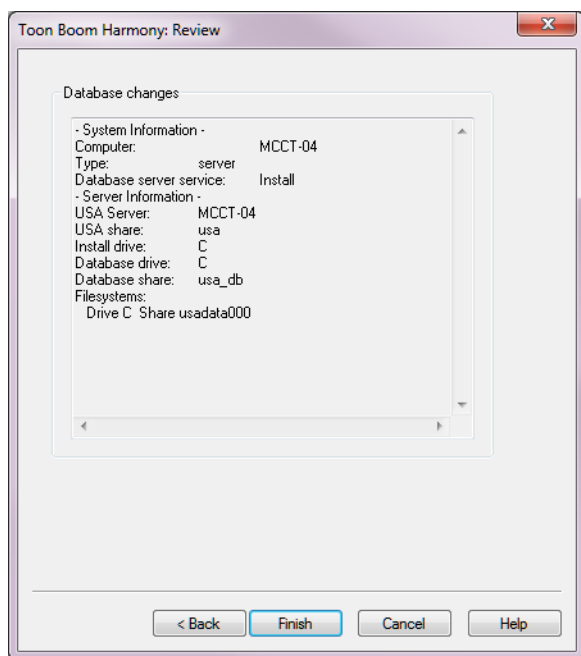 Toon Boom Harmony: Review
Database changes
- System Information -
Computer: MCCT-04
Type: server
Database server service: Install
- Server Information -
USA Server: MCCT-04
USA share: usa
Install drive: C
Database drive: C
Database share: usa_db
Filesystems:
Drive C Share usadata000
< Back Finish Cancel Help